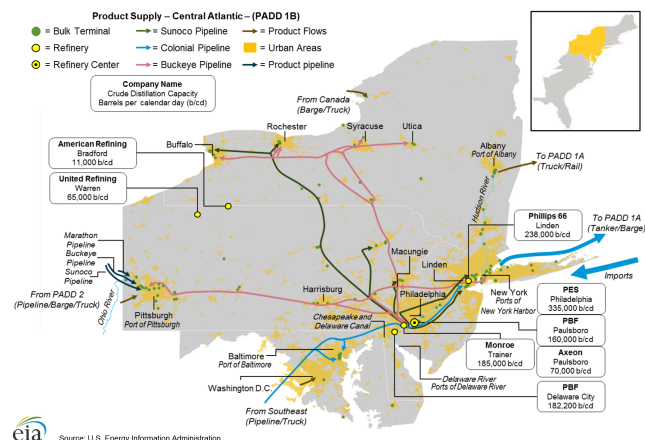 Product Supply – Central Atlantic – (PADD 1B)
= Bulk Terminal
= Sunoco Pipeline
= Product Flows
= Refinery
= Colonial Pipeline
= Urban Areas
= Refinery Center
= Buckeye Pipeline
= Product pipeline
Company Name
Crude Distillation Capacity
Barrels per calendar day (b/cd)
From Canada
(Barge/Truck)
Rochester
Syracuse
Utica
Buffalo
American Refining
Bradford
11,000 b/cd
United Refining
Warren
65,000 b/cd
Albany
Port of Albany
To PADD 1A
(Truck/Rail)
Hudson River
Phillips 66
Linden
238,000 b/cd
To PADD 1A
(Tanker/Barge)
Marathon
Pipeline
Buckeye
Pipeline
Sunoco
Pipeline
From PADD 2
(Pipeline/Barge/Truck)
Ohio River
Pittsburgh
Port of Pittsburgh
Macungie
Linden
Harrisburg
Philadelphia
Chesapeake and
Delaware Canal
New York
Ports of
New York Harbor
Imports
PES
Philadelphia
335,000 b/cd
PBF
Paulsboro
160,000 b/cd
Axeon
Paulsboro
70,000 b/cd
PBF
Delaware City
182,200 b/cd
Monroe
Trainer
185,000 b/cd
Baltimore
Port of Baltimore
Washington D.C.
Delaware River
Ports of Delaware River
From Southeast
(Pipeline/Truck)
eia
Source: U.S. Energy Information Administration